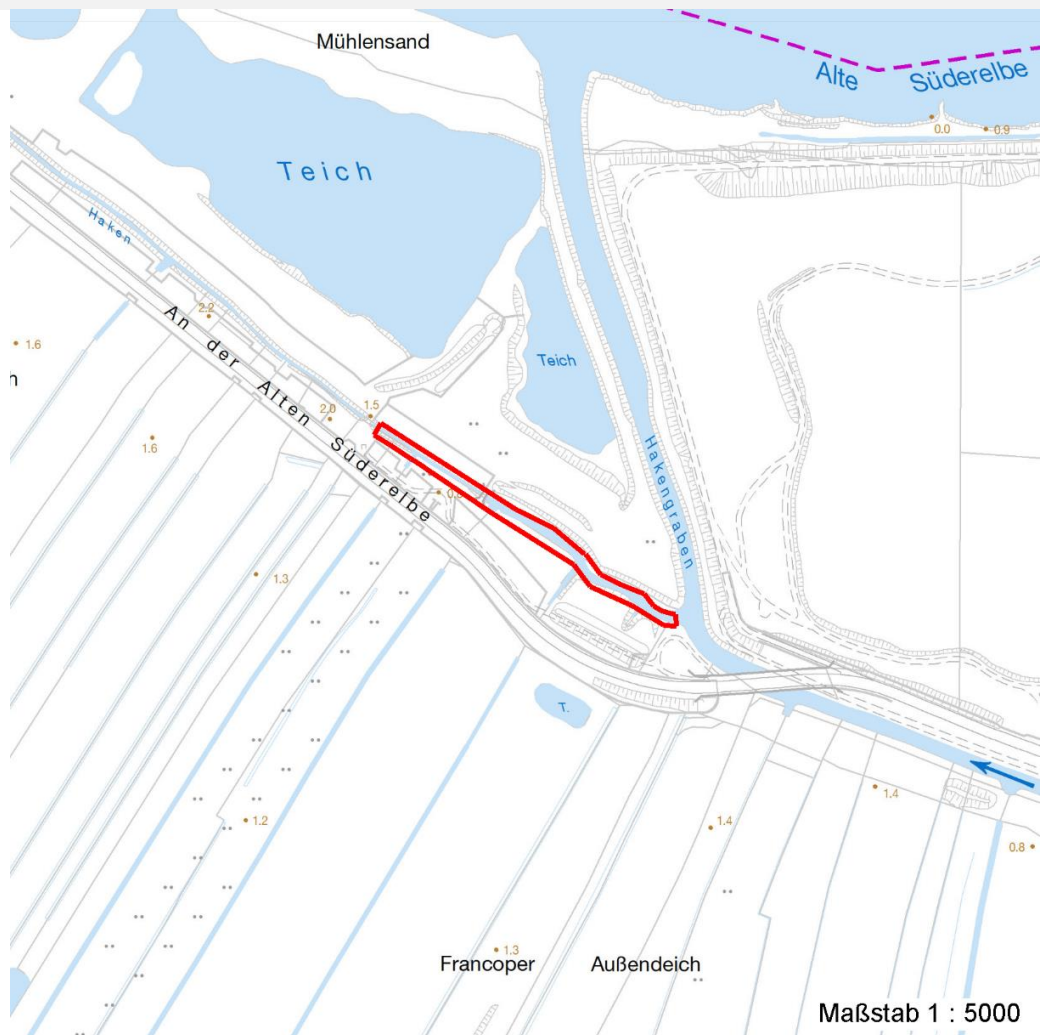 Mühlensand
Alte Süderelbe
0.0
0.9
Teich
Haken
2.2
1.6
n
An der Alten Süderelbe
Teich
2.0
1.5
1.6
Hakengraben
1.3
T.
1.2
1.4
1.4
0.8
1.3
Francoper Außendeich
Maßstab 1 : 5000